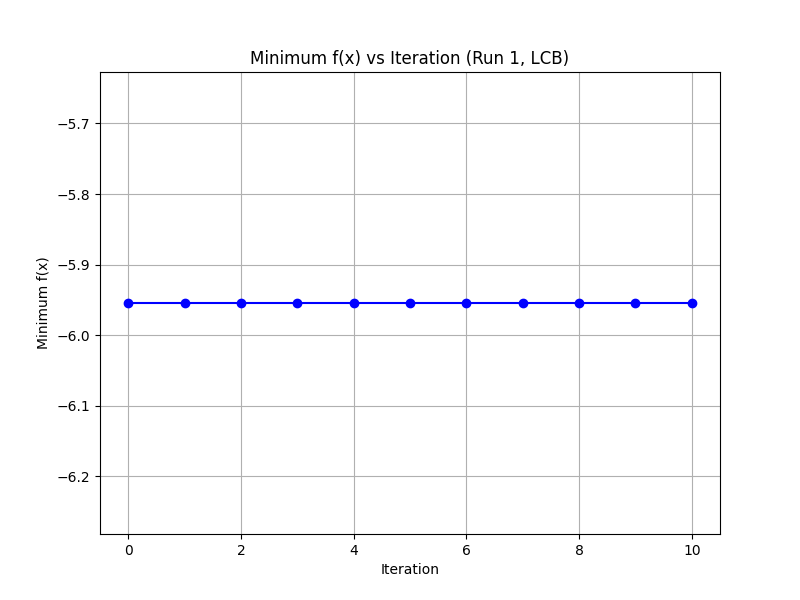 Minimum f(x) vs Iteration (Run 1, LCB)
Minimum f(x)
−5.7
−5.8
−5.9
−6.0
−6.1
−6.2
0 2 4 6 8 10
Iteration